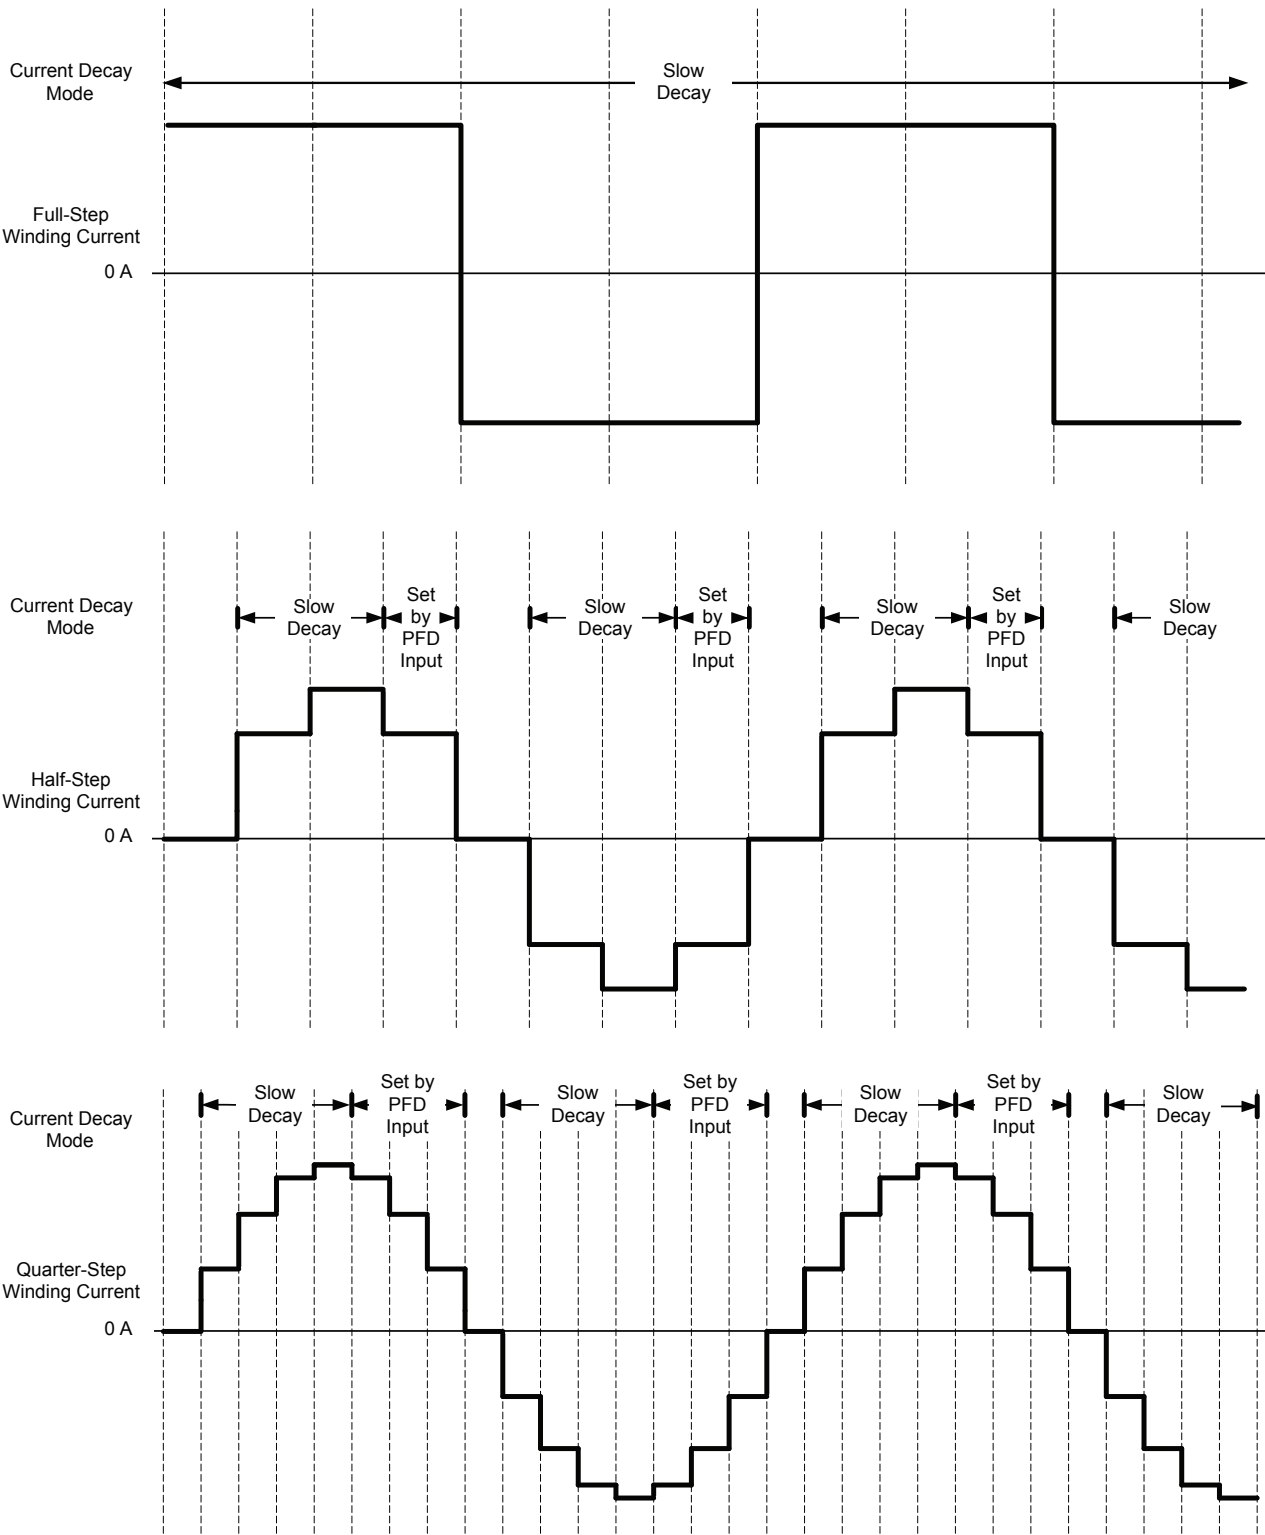 Current Decay
Mode
Slow
Decay
Full-Step
Winding Current
0 A
Current Decay
Mode
Slow
Decay
Set
by
PFD
Input
Slow
Decay
Set
by
PFD
Input
Slow
Decay
Set
by
PFD
Input
Slow
Decay
Half-Step
Winding Current
0 A
Current Decay
Mode
Slow
Decay
Set by
PFD
Input
Slow
Decay
Set by
PFD
Input
Slow
Decay
Set by
PFD
Input
Slow
Decay
Quarter-Step
Winding Current
0 A